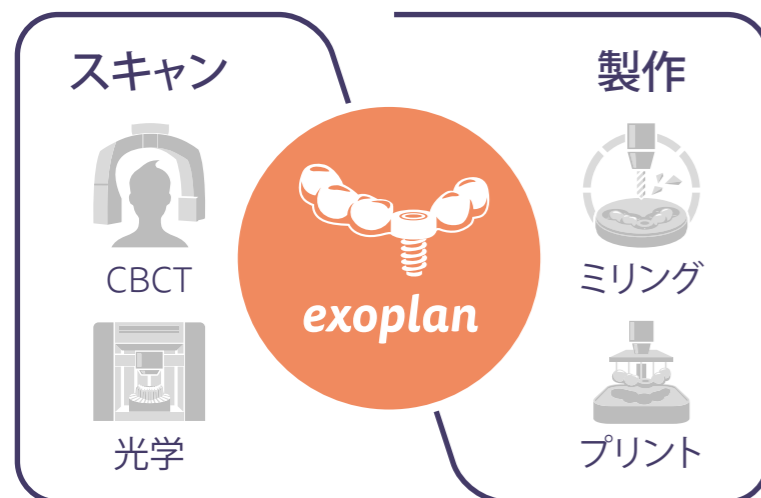 スキャン
CBCT
光学
exoplan
製作
ミリング
プリント